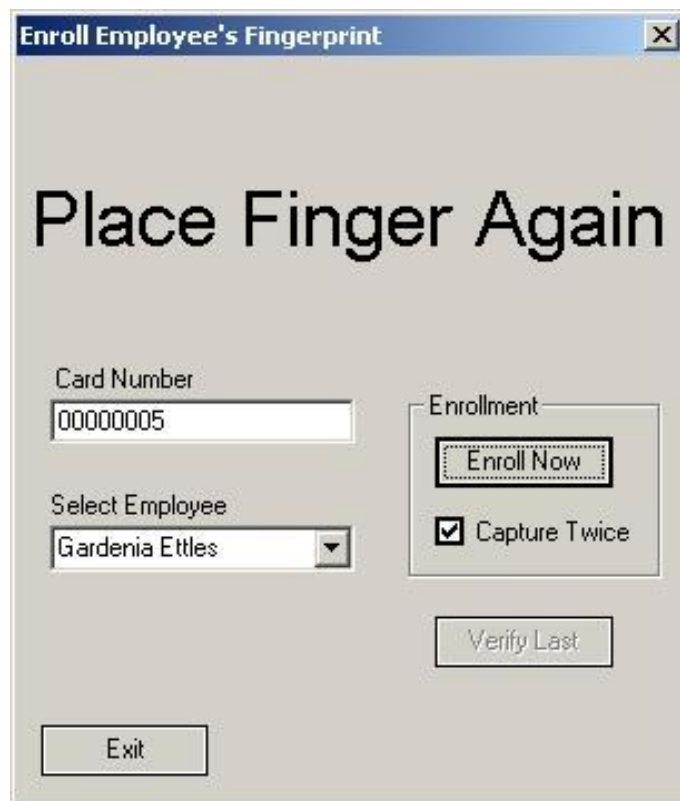 Enroll Employee's Fingerprint
Place Finger Again
Card Number
00000005
Select Employee
Gardenia Ettles
Enrollment
Enroll Now
Capture Twice
Verify Last
Exit